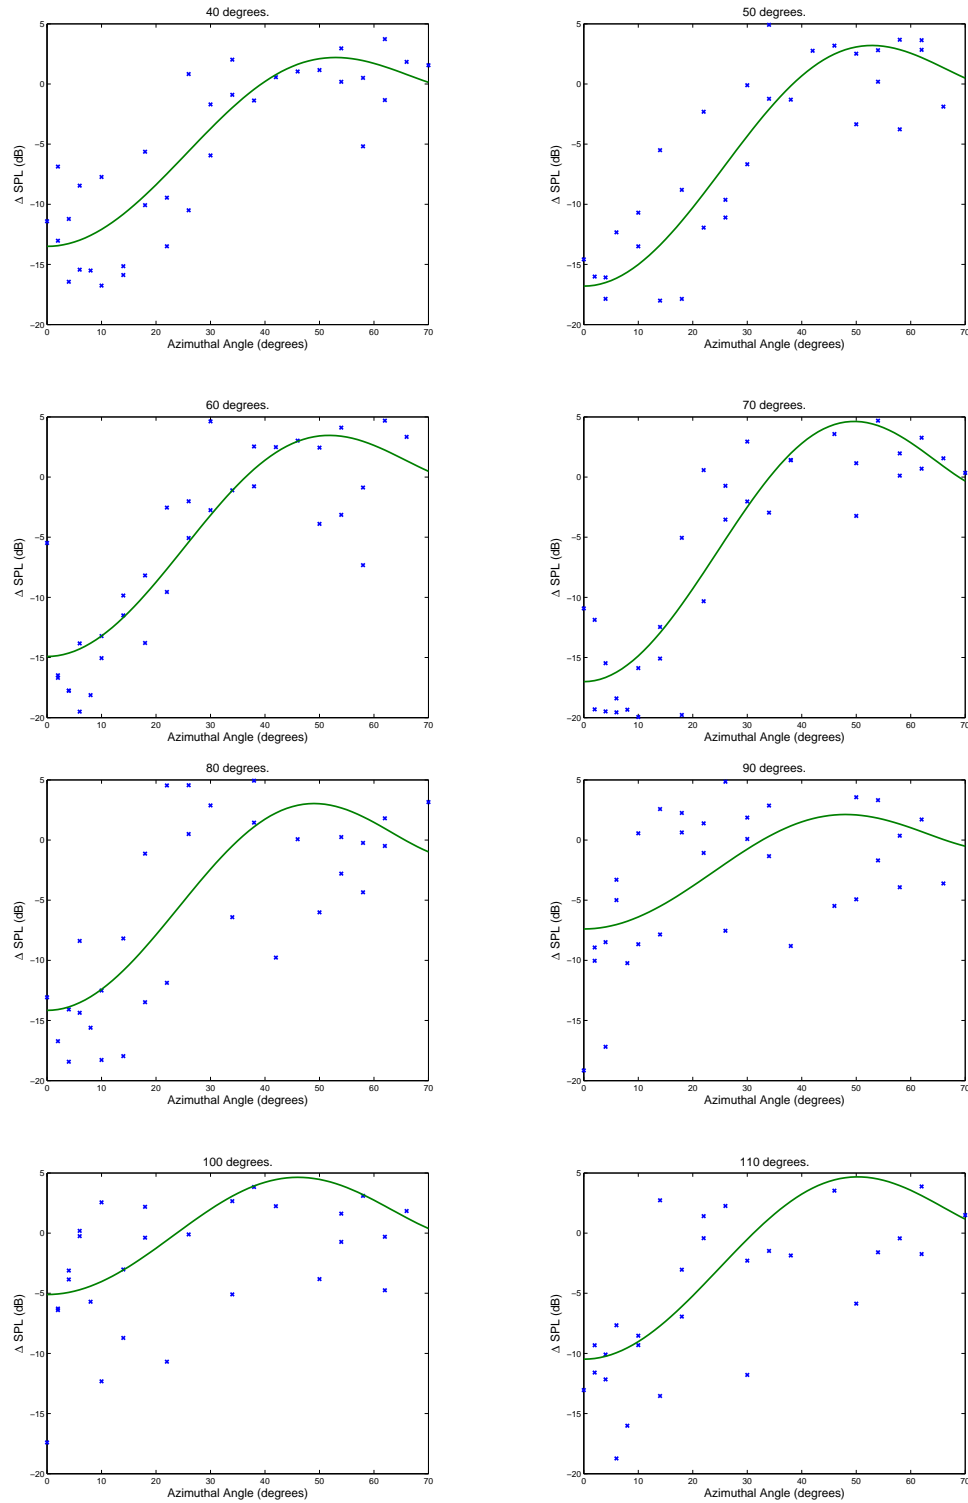 40 degrees.
5
0
−5
−10
−15
−20
Δ SPL (dB)
0 10 20 30 40 50 60 70
Azimuthal Angle (degrees)
50 degrees.
5
0
−5
−10
−15
−20
Δ SPL (dB)
0 10 20 30 40 50 60 70
Azimuthal Angle (degrees)
60 degrees.
5
0
−5
−10
−15
−20
Δ SPL (dB)
0 10 20 30 40 50 60 70
Azimuthal Angle (degrees)
70 degrees.
5
0
−5
−10
−15
−20
Δ SPL (dB)
0 10 20 30 40 50 60 70
Azimuthal Angle (degrees)
80 degrees.
5
0
−5
−10
−15
−20
Δ SPL (dB)
0 10 20 30 40 50 60 70
Azimuthal Angle (degrees)
90 degrees.
5
0
−5
−10
−15
−20
Δ SPL (dB)
0 10 20 30 40 50 60 70
Azimuthal Angle (degrees)
100 degrees.
5
0
−5
−10
−15
−20
Δ SPL (dB)
0 10 20 30 40 50 60 70
Azimuthal Angle (degrees)
110 degrees.
5
0
−5
−10
−15
−20
Δ SPL (dB)
0 10 20 30 40 50 60 70
Azimuthal Angle (degrees)